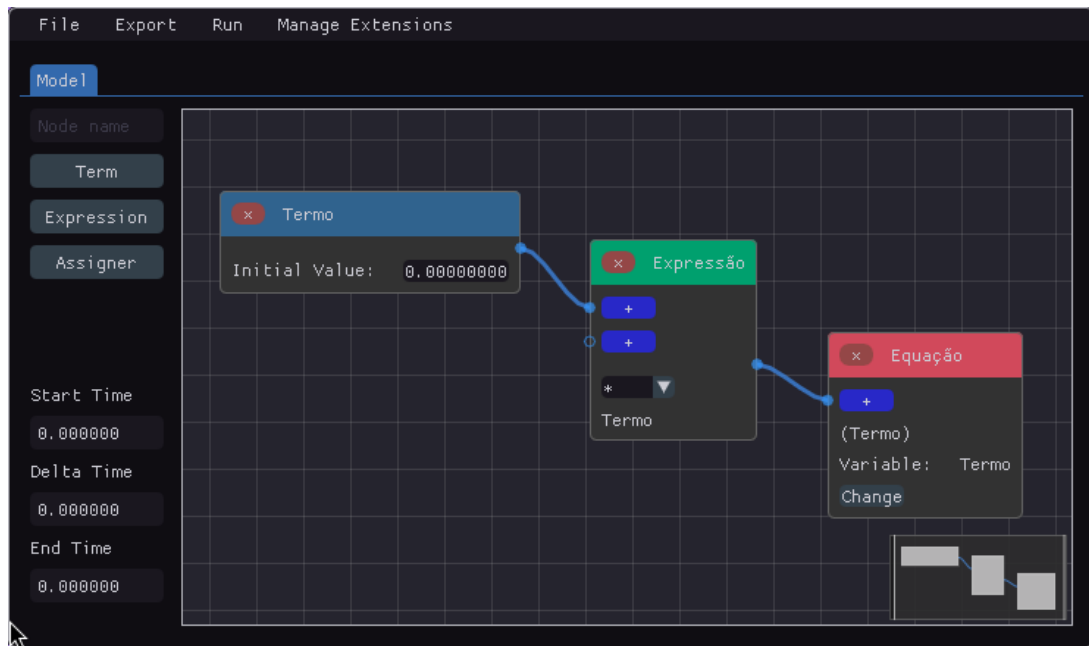 File Export Run Manage Extensions
Model
Node name
Term
Expression
Assigner
Start Time
0.000000
Delta Time
0.000000
End Time
0.000000
× Termo
Initial Value: 0.00000000
× Expressão
+
+
* ▼
Termo
× Equação
+
(Termo)
Variable: Termo
Change